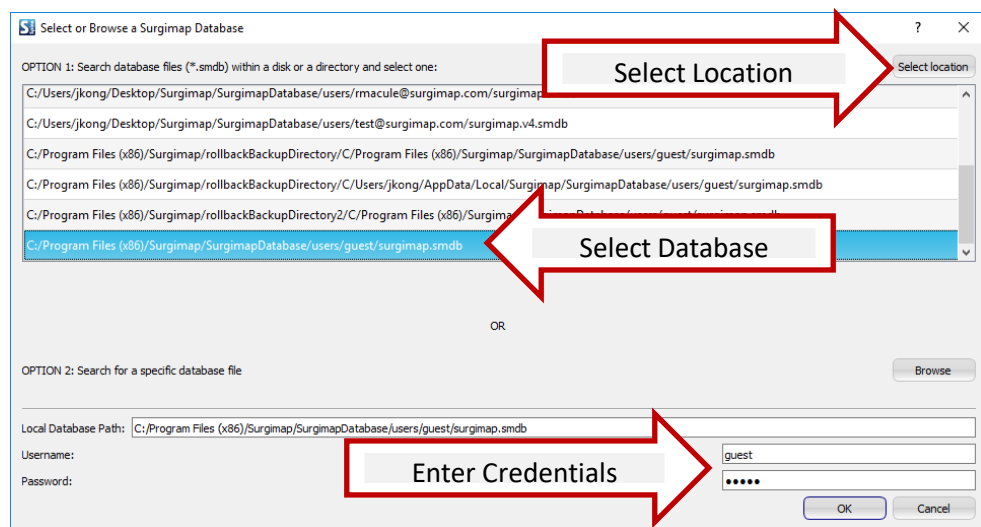 Select or Browse a Surgimap Database
?
OPTION 1: Search database files (*.smdb) within a disk or a directory and select one:
Select Location
Select location
C:/Users/jkong/Desktop/Surgimap/SurgimapDatabase/users/rmacule@surgimap.com/surgimap
C:/Users/jkong/Desktop/Surgimap/SurgimapDatabase/users/test@surgimap.com/surgimap.v4.smdb
C:/Program Files (x86)/Surgimap/rollbackBackupDirectory/C/Program Files (x86)/Surgimap/SurgimapDatabase/users/guest/surgimap.smdb
C:/Program Files (x86)/Surgimap/rollbackBackupDirectory/C/Users/jkong/AppData/Local/Surgimap/SurgimapDatabase/users/guest/surgimap.smdb
C:/Program Files (x86)/Surgimap/rollbackBackupDirectory2/C/Program Files (x86)/Surgimap/SurgimapDatabase/users/guest/surgimap.smdb
C:/Program Files (x86)/Surgimap/SurgimapDatabase/users/guest/surgimap.smdb
Select Database
OR
OPTION 2: Search for a specific database file
Browse
Local Database Path: C:/Program Files (x86)/Surgimap/SurgimapDatabase/users/guest/surgimap.smdb
Username: guest
Enter Credentials
Password: •••••
OK Cancel